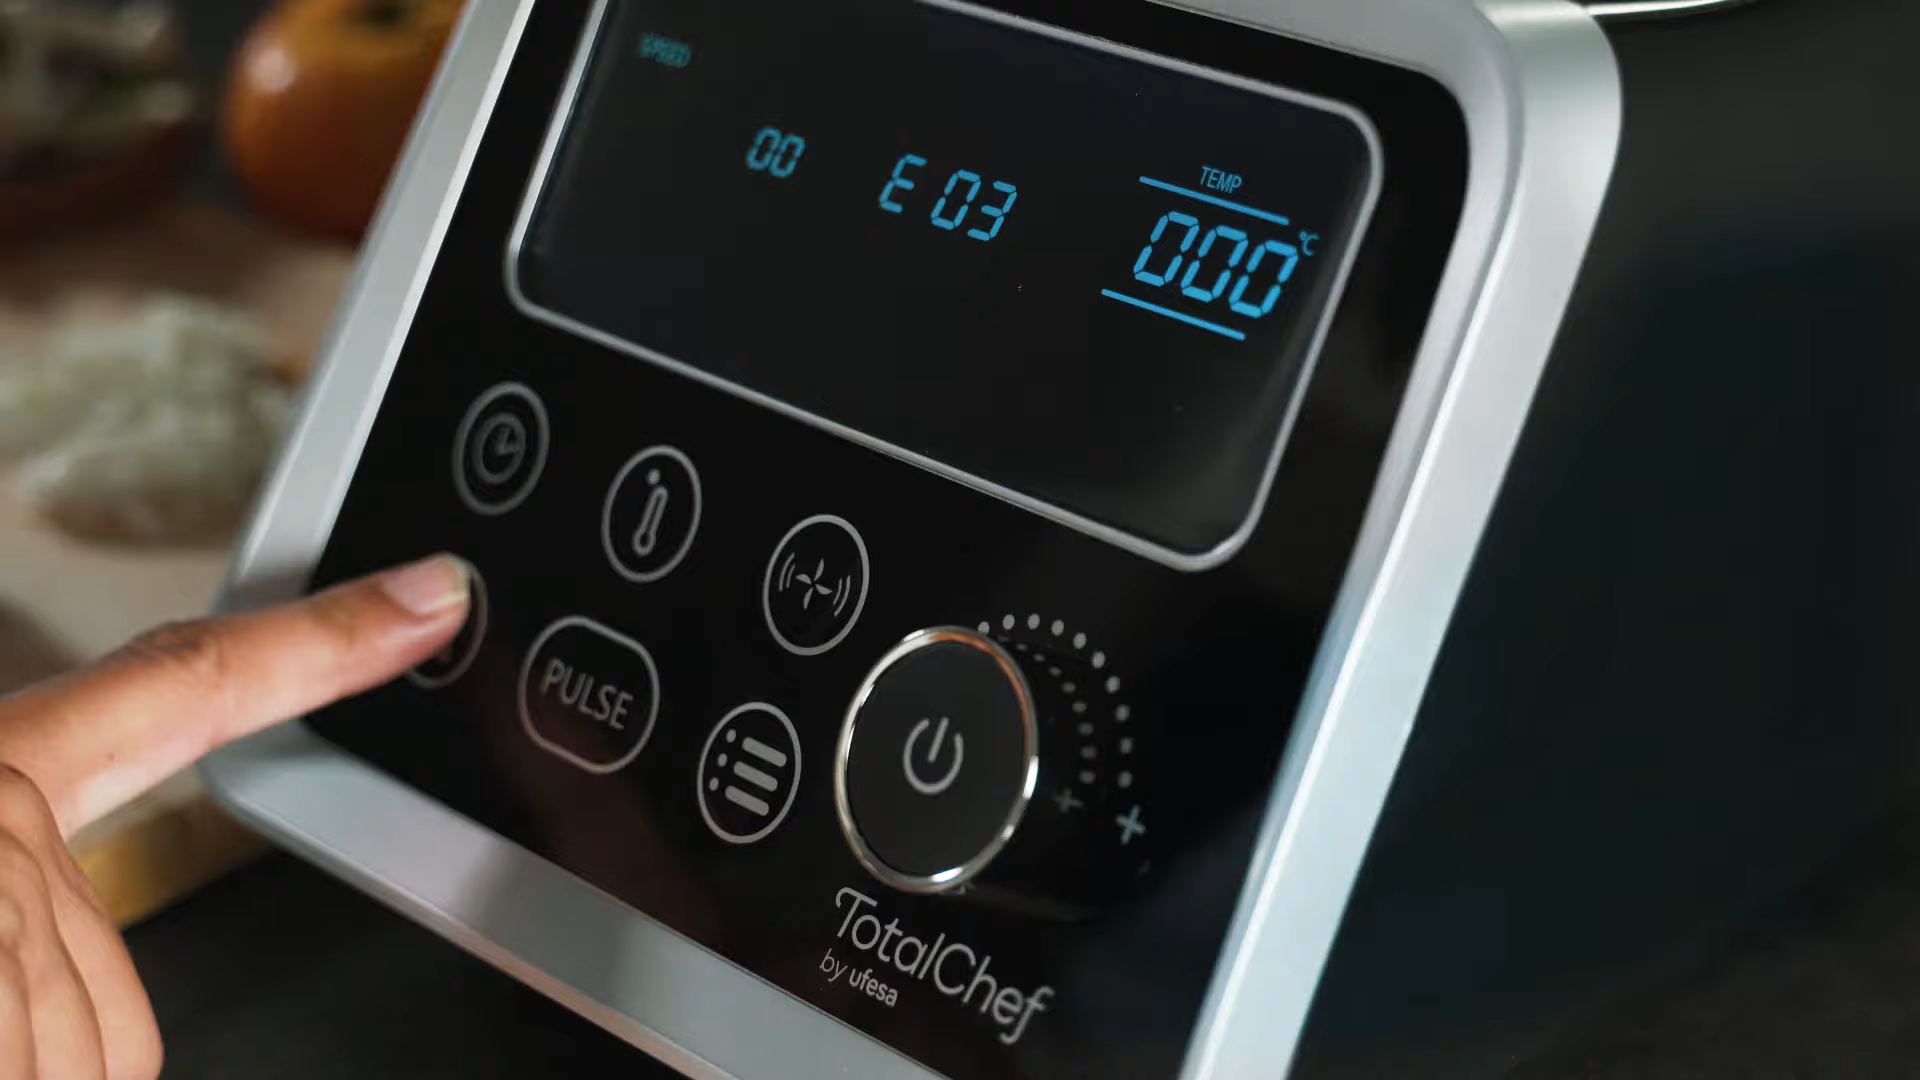 SPEED
00 E 03
TEMP
000 °C
PULSE
TotalChef
by ufesa